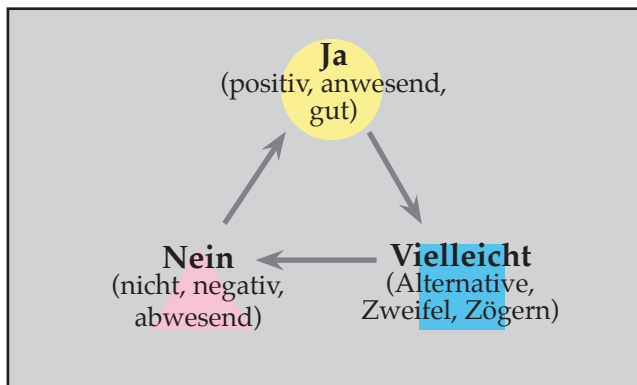 Ja
(positiv, anwesend,
gut)
Nein
(nicht, negativ,
abwesend)
Vielleicht
(Alternative,
Zweifel, Zögern)